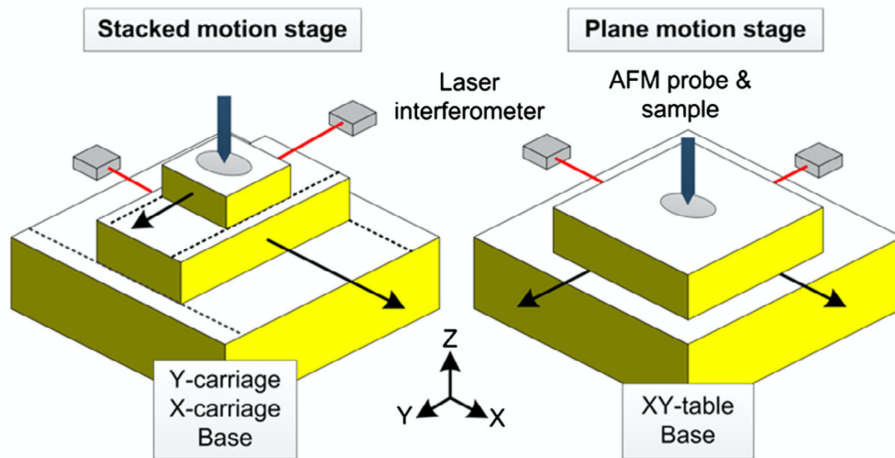 Stacked motion stage
Plane motion stage
Laser
interferometer
AFM probe &
sample
Y-carriage
X-carriage
Base
Z
Y
X
XY-table
Base